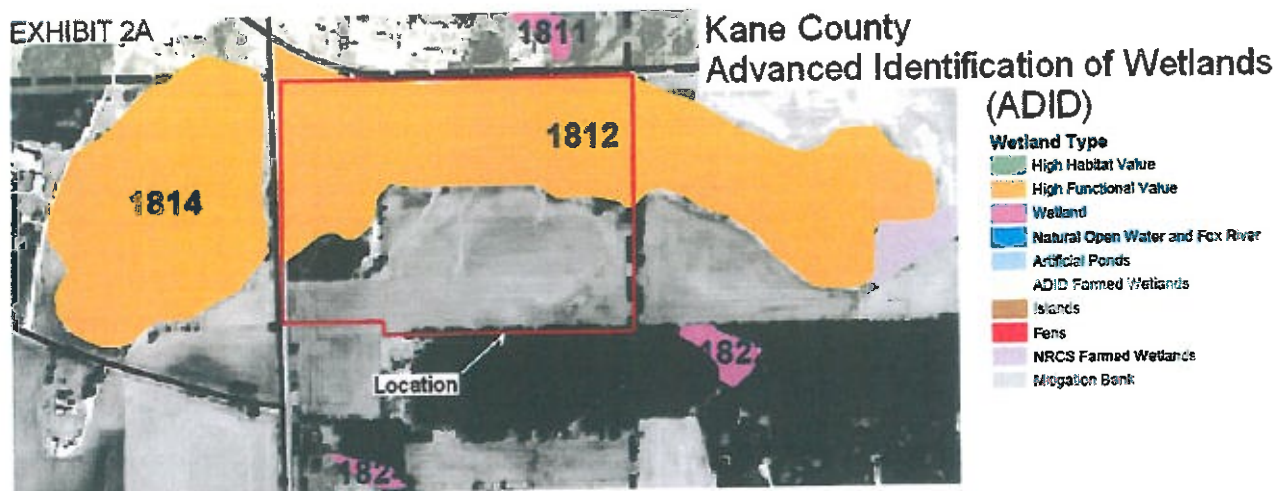 EXHIBIT 2A
Kane County
Advanced Identification of Wetlands
(ADID)
Wetland Type
High Habitat Value
High Functional Value
Wetland
Natural Open Water and Fox River
Artificial Ponds
ADID Farmed Wetlands
Islands
Fens
NRCS Farmed Wetlands
Mitigation Bank
1811
1812
1814
182
Location
182